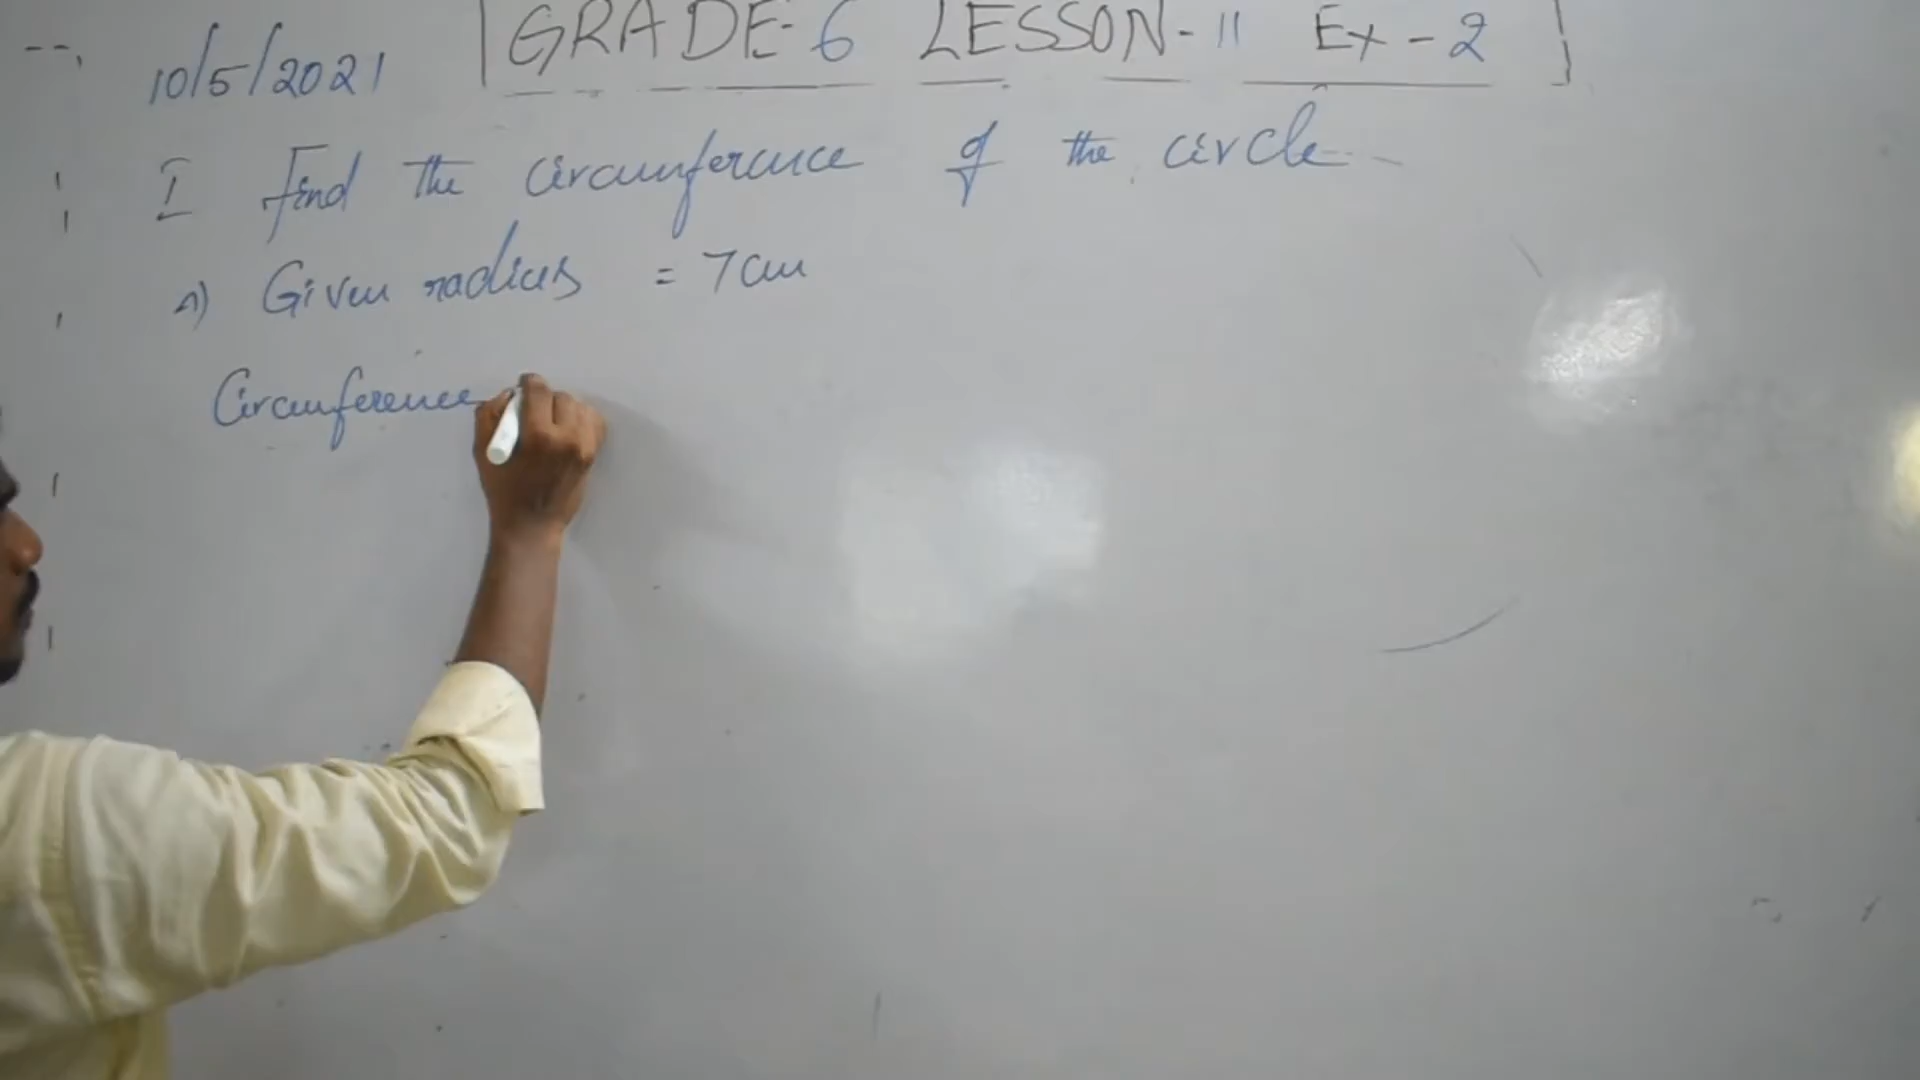 GRADE-6 LESSON-11 Ex-2
10/5/2021
I Find the circumference of the circle
a) Given radius = 7cm
Circumference